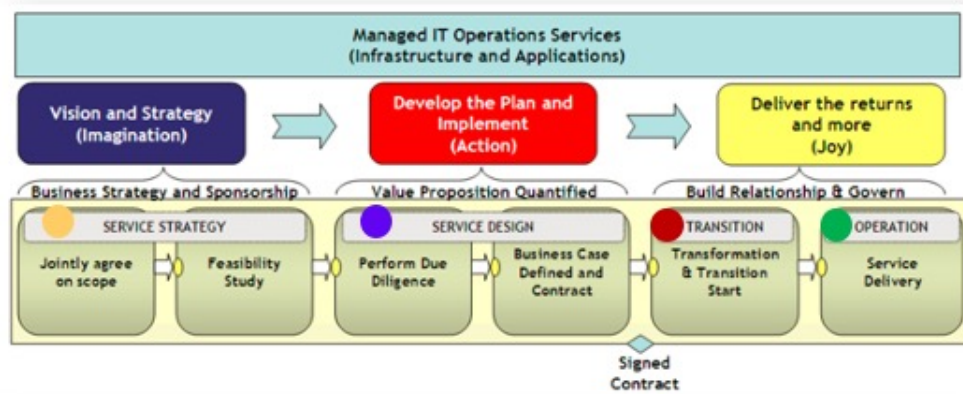 Managed IT Operations Services
(Infrastructure and Applications)
Vision and Strategy
(Imagination)
Develop the Plan and
Implement
(Action)
Deliver the returns
and more
(Joy)
Business Strategy and Sponsorship
Value Proposition Quantified
Build Relationship & Govern
SERVICE STRATEGY
SERVICE DESIGN
TRANSITION
OPERATION
Jointly agree
on scope
Feasibility
Study
Perform Due
Diligence
Business Case
Defined and
Contract
Transformation
& Transition
Start
Service
Delivery
Signed
Contract